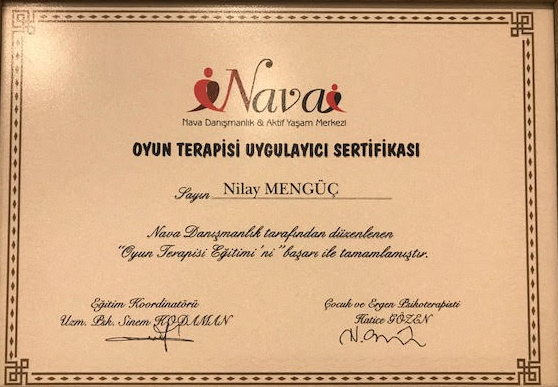 Nava
Nava Danışmanlık & Aktif Yaşam Merkezi
OYUN TERAPİSİ UYGULAYICI SERTİFİKASI
Sayın Nilay MENGÜÇ
Nava Danışmanlık tarafından düzenlenen
"Oyun Terapisi Eğitimi'ni" başarı ile tamamlamıştır.
Eğitim Koordinatörü
Uzm. Psk. Sinem KODAMAN
Çocuk ve Ergen Psikoterapisti
Hatice GÖZEN